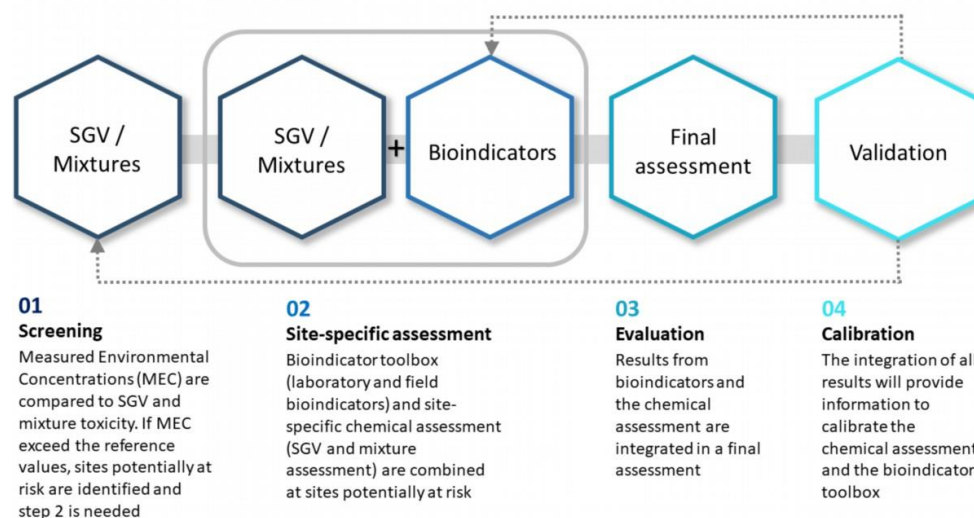 SGV /
Mixtures
SGV /
Mixtures
+
Bioindicators
Final
assessment
Validation
01
Screening
Measured Environmental
Concentrations (MEC) are
compared to SGV and
mixture toxicity. If MEC
exceed the reference
values, sites potentially at
risk are identified and
step 2 is needed
02
Site-specific assessment
Bioindicator toolbox
(laboratory and field
bioindicators) and site-
specific chemical assessment
(SGV and mixture
assessment) are combined
at sites potentially at risk
03
Evaluation
Results from
bioindicators and
the chemical
assessment are
integrated in a final
assessment
04
Calibration
The integration of all
results will provide
information to
calibrate the
chemical assessment
and the bioindicator
toolbox